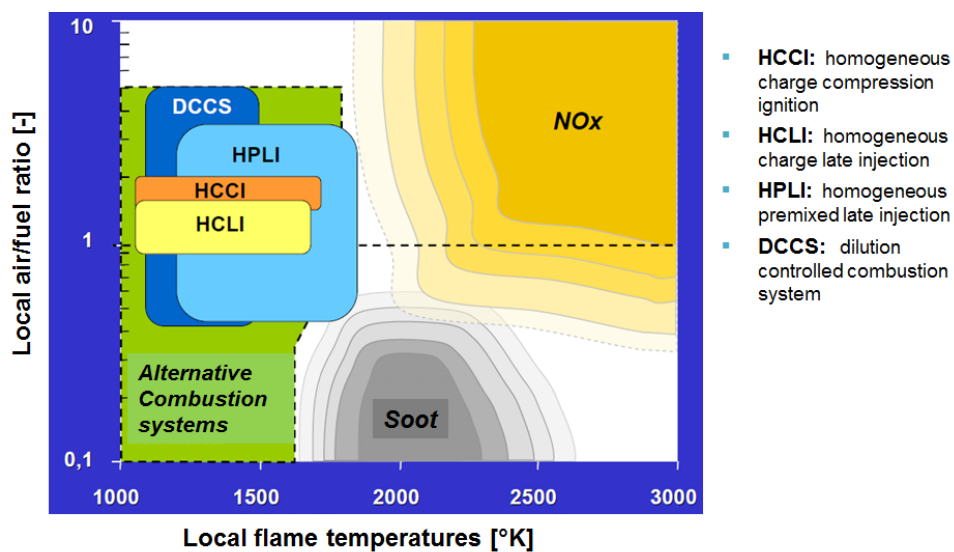 10
1
0,1
Local air/fuel ratio [-]
DCCS
HPLI
HCCI
HCLI
NOx
Alternative
Combustion
systems
Soot
1000
1500
2000
2500
3000
Local flame temperatures [°K]
HCCI: homogeneous
charge compression
ignition
HCLI: homogeneous
charge late injection
HPLI: homogeneous
premixed late injection
DCCS: dilution
controlled combustion
system